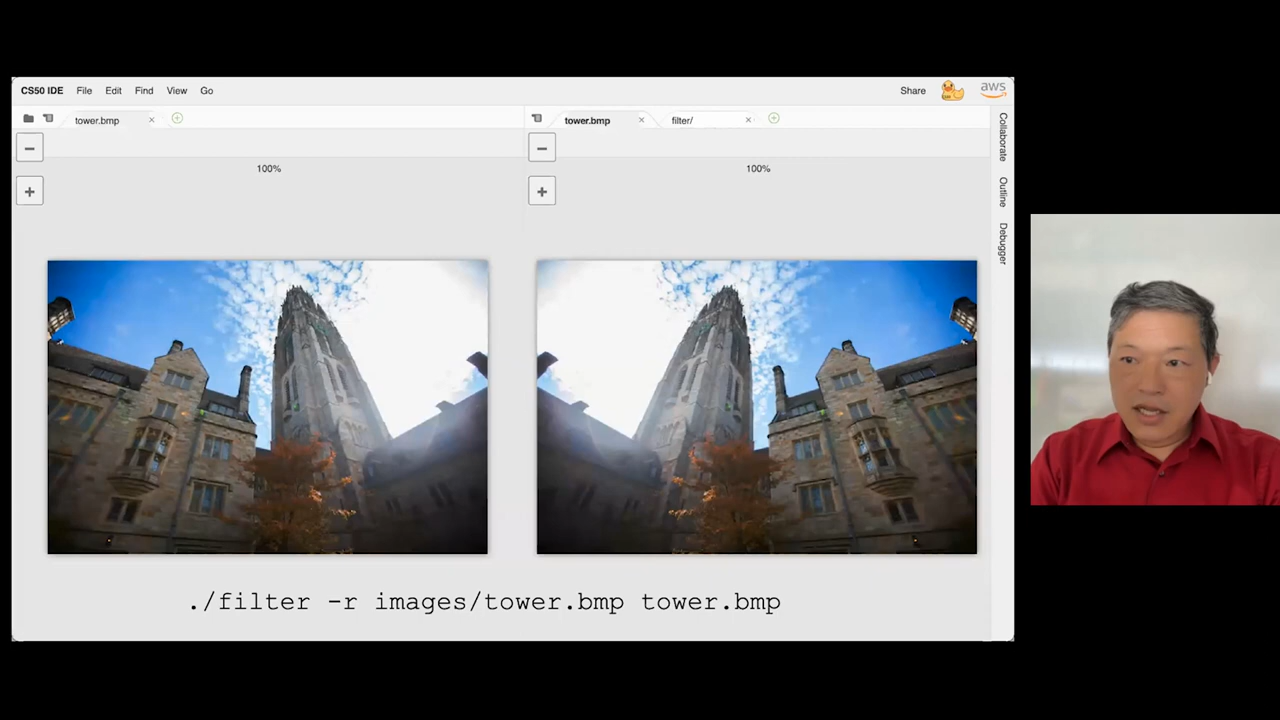 CS50 IDE File Edit Find View Go Share aws
tower.bmp × tower.bmp × filter/ ×
− −
100% 100%
+ +
Collaborate
Outline
Debugger
./filter -r images/tower.bmp tower.bmp